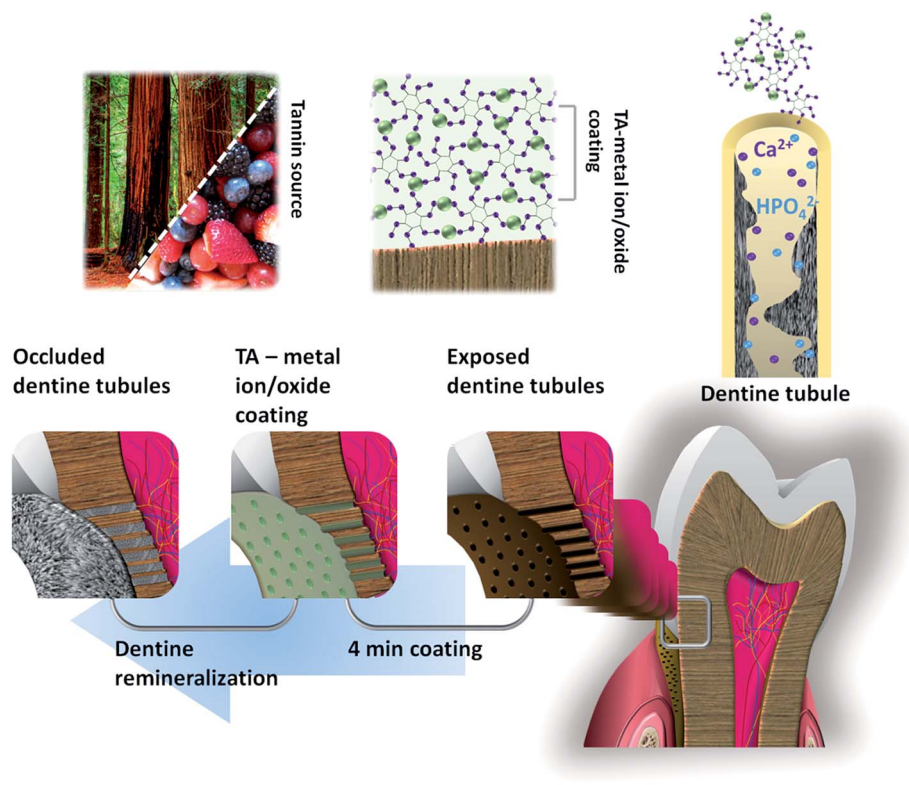 Tannin source
TA-metal ion/oxide
coating
Ca²⁺
HPO₄²⁻
Dentine tubule
Occluded
dentine tubules
TA – metal
ion/oxide
coating
Exposed
dentine tubules
Dentine
remineralization
4 min coating